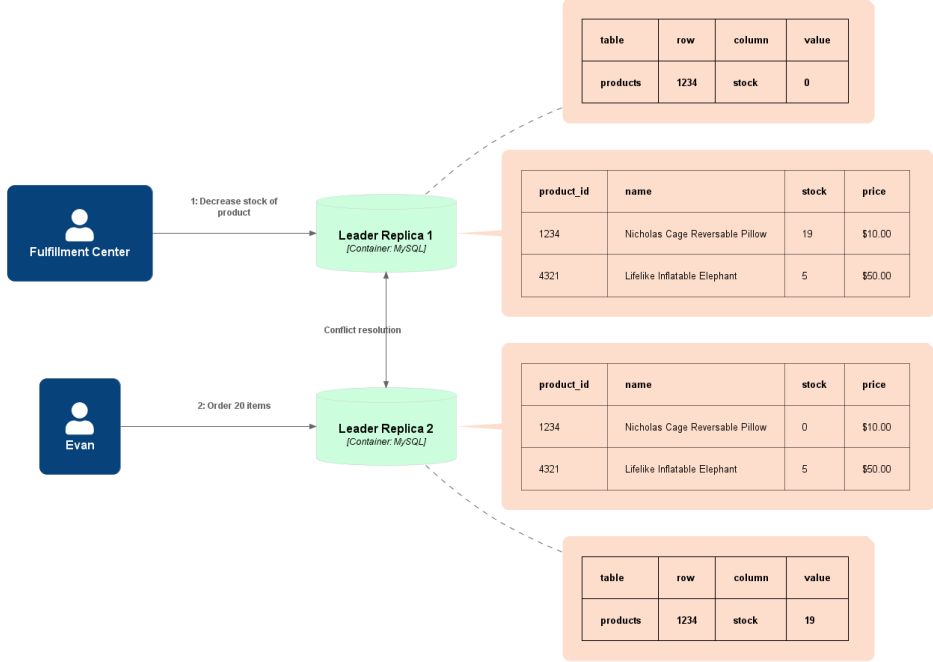 table row column value
products 1234 stock 0
1: Decrease stock of
product
Fulfillment Center
Leader Replica 1
[Container: MySQL]
product_id name stock price
1234 Nicholas Cage Reversable Pillow 19 $10.00
4321 Lifelike Inflatable Elephant 5 $50.00
Conflict resolution
2: Order 20 items
Evan
Leader Replica 2
[Container: MySQL]
product_id name stock price
1234 Nicholas Cage Reversable Pillow 0 $10.00
4321 Lifelike Inflatable Elephant 5 $50.00
table row column value
products 1234 stock 19